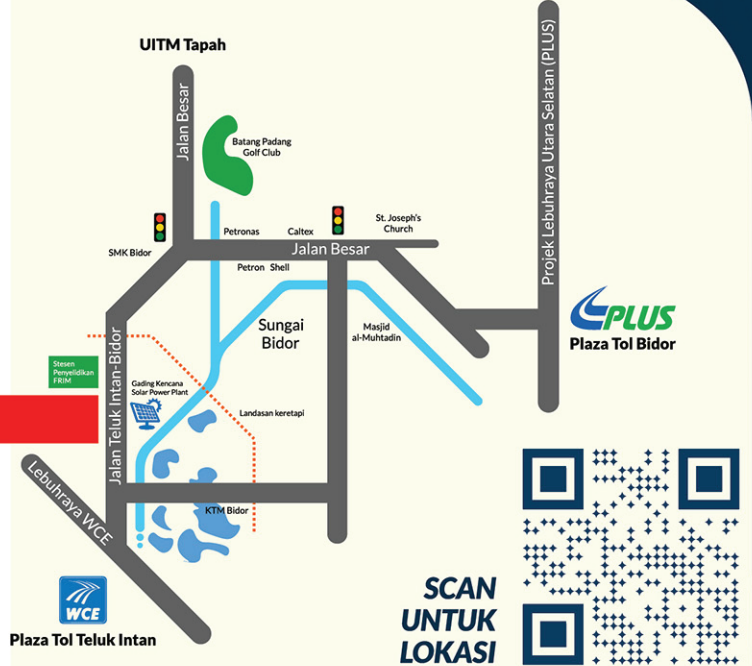 UITM Tapah
Jalan Besar
Projek Lebuhraya Utara Selatan (PLUS)
Batang Padang
Golf Club
St. Joseph's
Church
Petronas
Caltex
SMK Bidor
Jalan Besar
Petron
Shell
PLUS
Plaza Tol Bidor
Sungai
Bidor
Masjid
al-Muhtadin
Stesen
Penyelidikan
FRIM
Jalan Teluk Intan-Bidor
Gading Kencana
Solar Power Plant
Landasan keretapi
Lebuhraya WCE
KTM Bidor
WCE
Plaza Tol Teluk Intan
SCAN
UNTUK
LOKASI